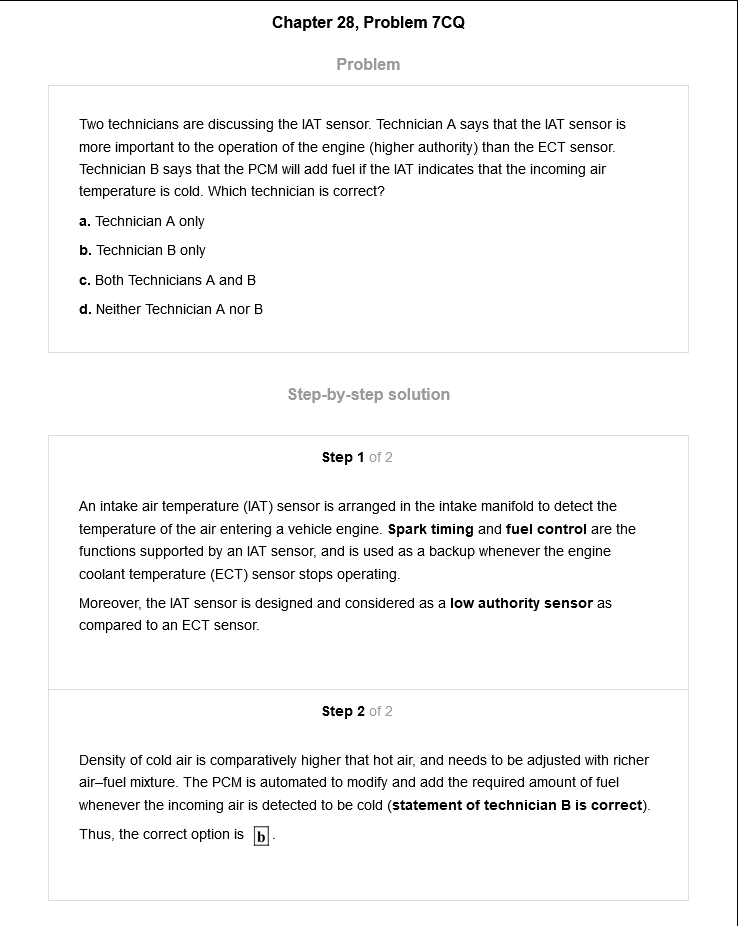 Chapter 28, Problem 7CQ
Problem
Two technicians are discussing the IAT sensor. Technician A says that the IAT sensor is
more important to the operation of the engine (higher authority) than the ECT sensor.
Technician B says that the PCM will add fuel if the IAT indicates that the incoming air
temperature is cold. Which technician is correct?
a. Technician A only
b. Technician B only
c. Both Technicians A and B
d. Neither Technician A nor B
Step-by-step solution
Step 1 of 2
An intake air temperature (IAT) sensor is arranged in the intake manifold to detect the
temperature of the air entering a vehicle engine. Spark timing and fuel control are the
functions supported by an IAT sensor, and is used as a backup whenever the engine
coolant temperature (ECT) sensor stops operating.
Moreover, the IAT sensor is designed and considered as a low authority sensor as
compared to an ECT sensor.
Step 2 of 2
Density of cold air is comparatively higher that hot air, and needs to be adjusted with richer
air–fuel mixture. The PCM is automated to modify and add the required amount of fuel
whenever the incoming air is detected to be cold (statement of technician B is correct).
Thus, the correct option is b.